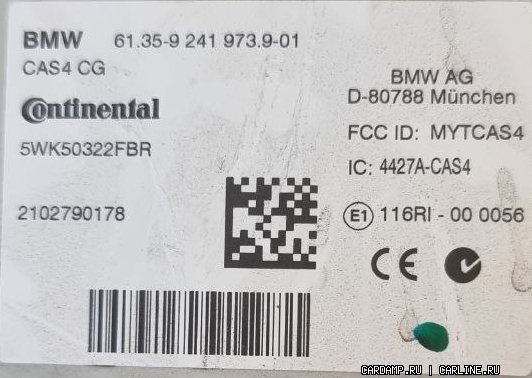 BMW 61.35-9 241 973.9-01
CAS4 CG
Continental
5WK50322FBR
2102790178
BMW AG
D-80788 München
FCC ID: MYTCAS4
IC: 4427A-CAS4
E1 116RI - 00 0056
CE
CARDAMP.RU | CARLINE.RU